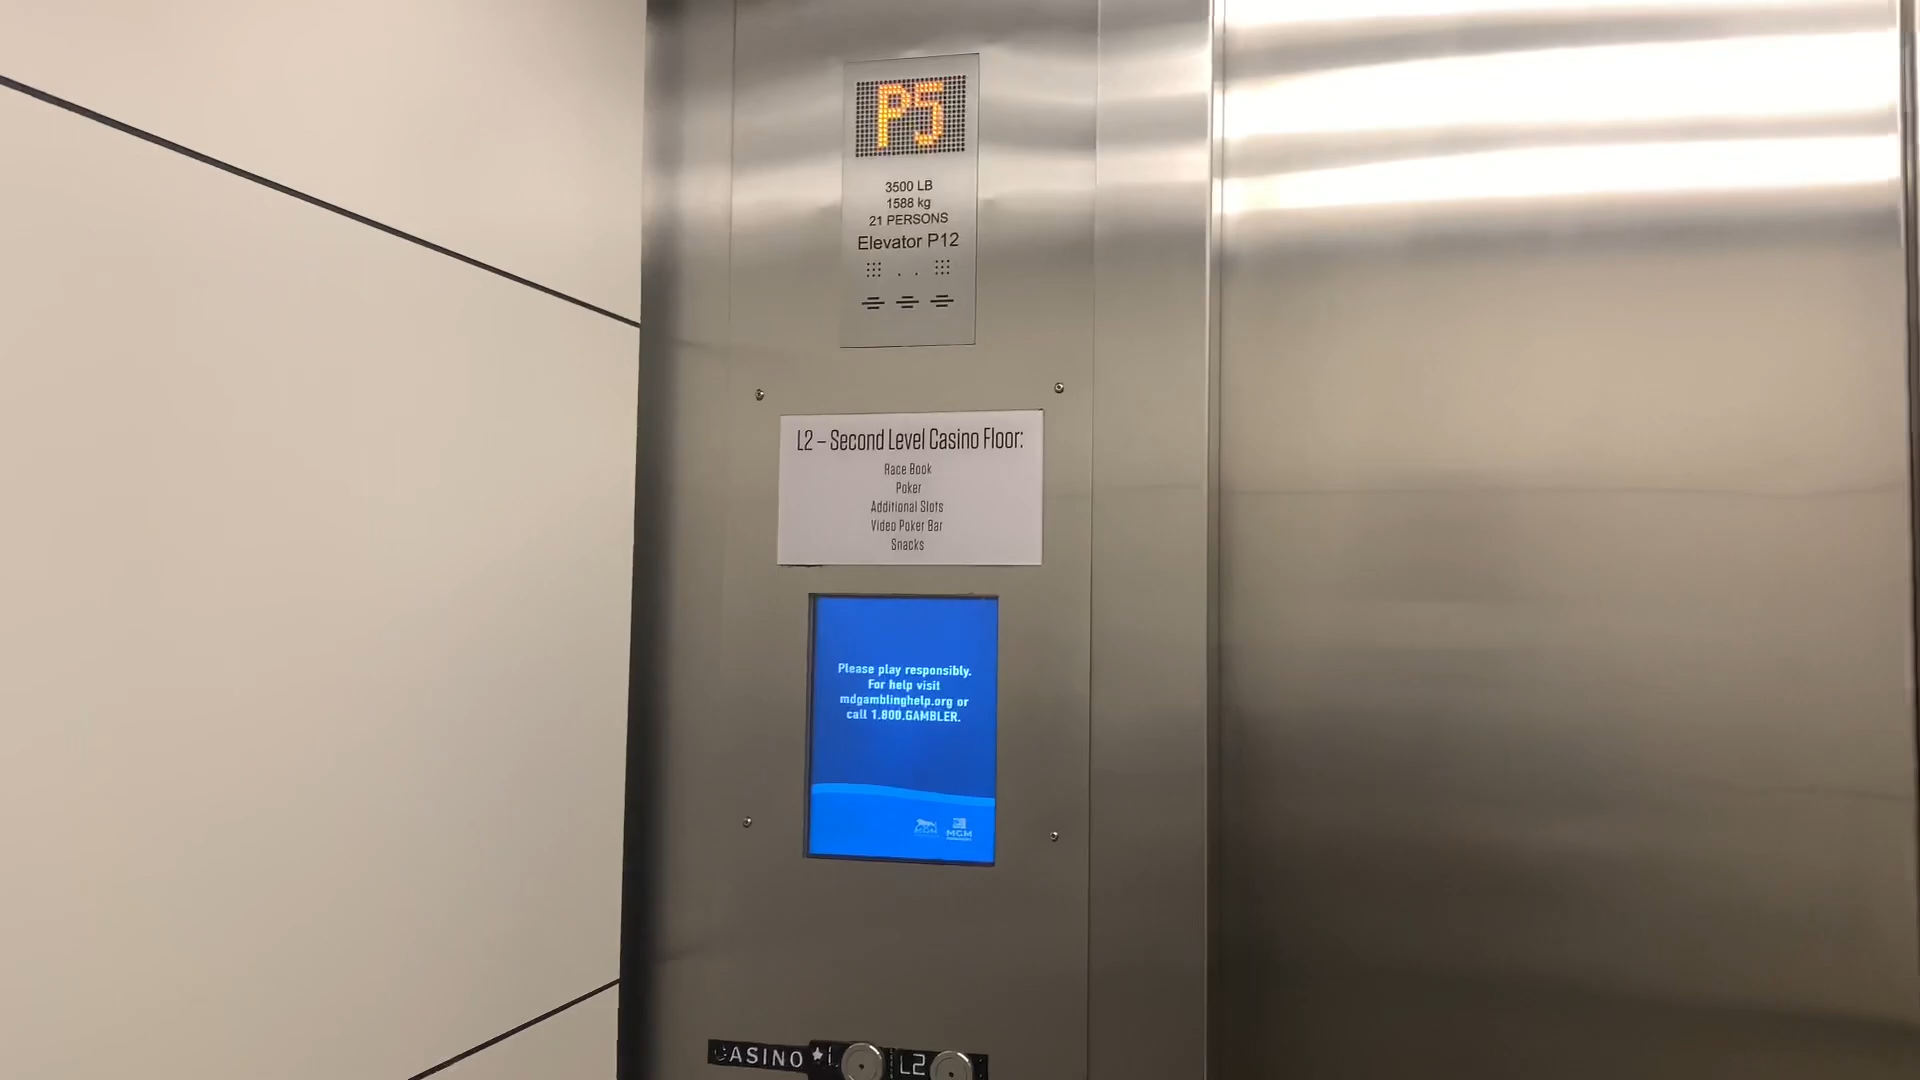 P5
3500 LB
1588 kg
21 PERSONS
Elevator P12
L2 – Second Level Casino Floor:
Race Book
Poker
Additional Slots
Video Poker Bar
Snacks
Please play responsibly.
For help visit
mdgamblinghelp.org or
call 1.800.GAMBLER.
MGM MGM
CASINO ★L L2